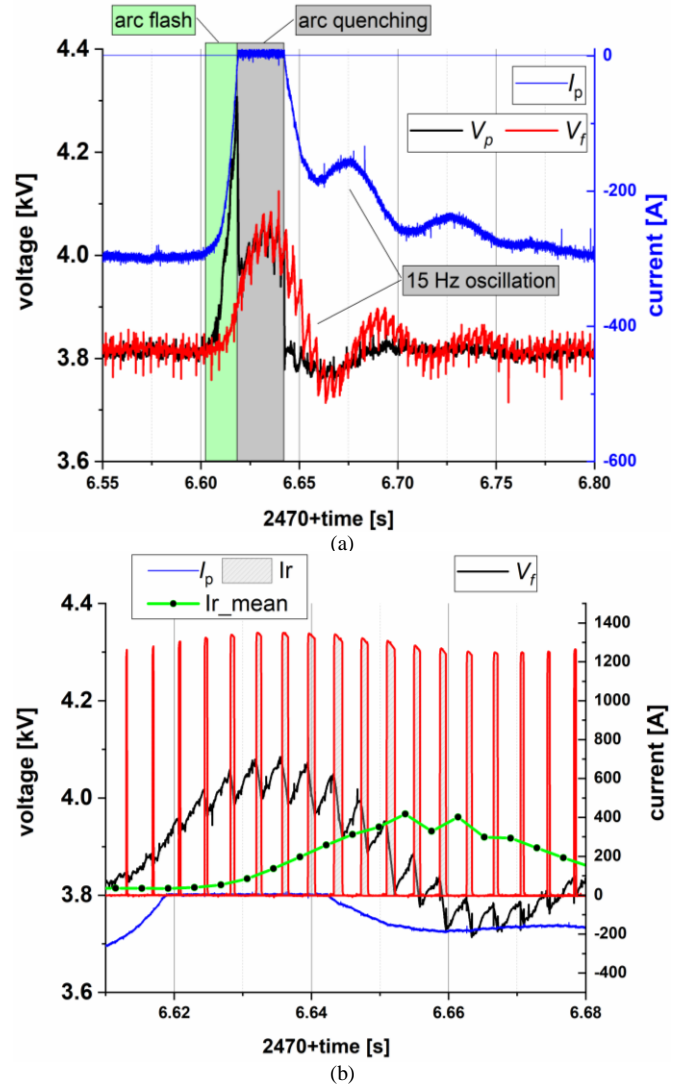 arc flash arc quenching
4.4
4.2
4.0
3.8
3.6
voltage [kV]
0
-200
-400
-600
current [A]
I_p
V_p V_f
15 Hz oscillation
6.55 6.60 6.65 6.70 6.75 6.80
2470+time [s]
(a)
I_p Ir
Ir_mean
V_f
4.4
4.2
4.0
3.8
3.6
voltage [kV]
1400
1200
1000
800
600
400
200
0
-200
-400
current [A]
6.62 6.64 6.66 6.68
2470+time [s]
(b)